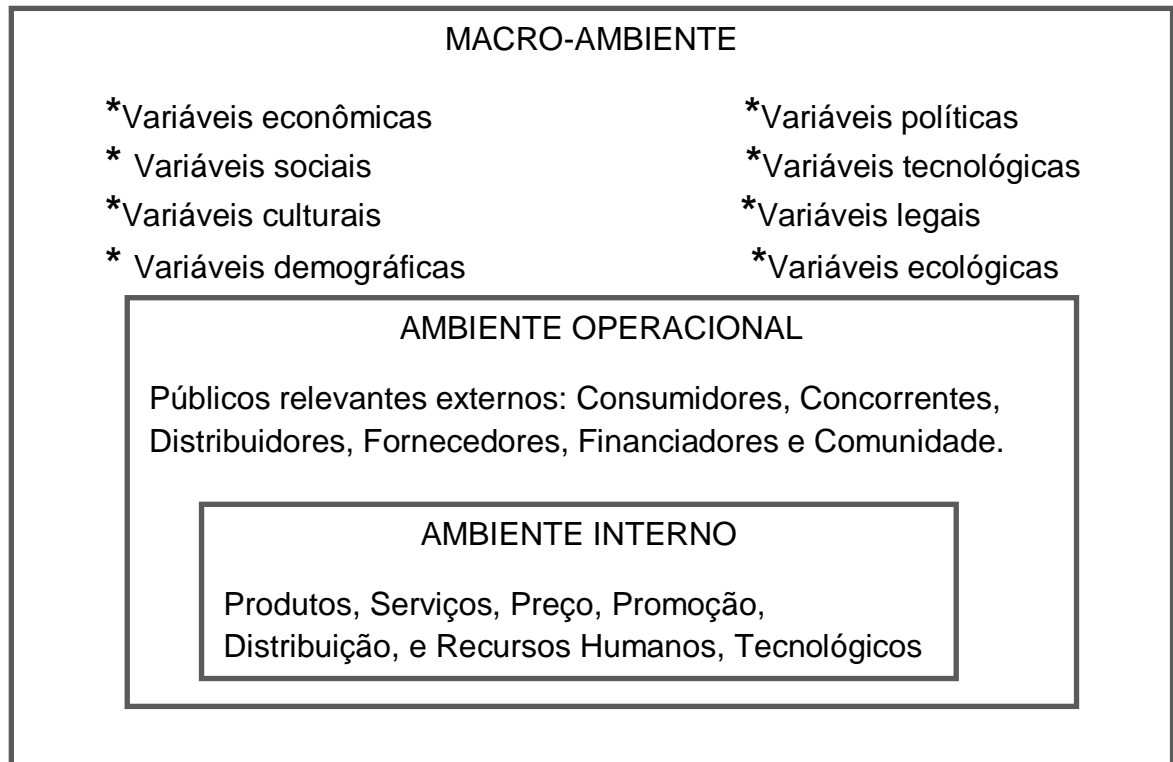 MACRO-AMBIENTE
*Variáveis econômicas *Variáveis políticas
* Variáveis sociais *Variáveis tecnológicas
*Variáveis culturais *Variáveis legais
* Variáveis demográficas *Variáveis ecológicas
AMBIENTE OPERACIONAL
Públicos relevantes externos: Consumidores, Concorrentes,
Distribuidores, Fornecedores, Financiadores e Comunidade.
AMBIENTE INTERNO
Produtos, Serviços, Preço, Promoção,
Distribuição, e Recursos Humanos, Tecnológicos